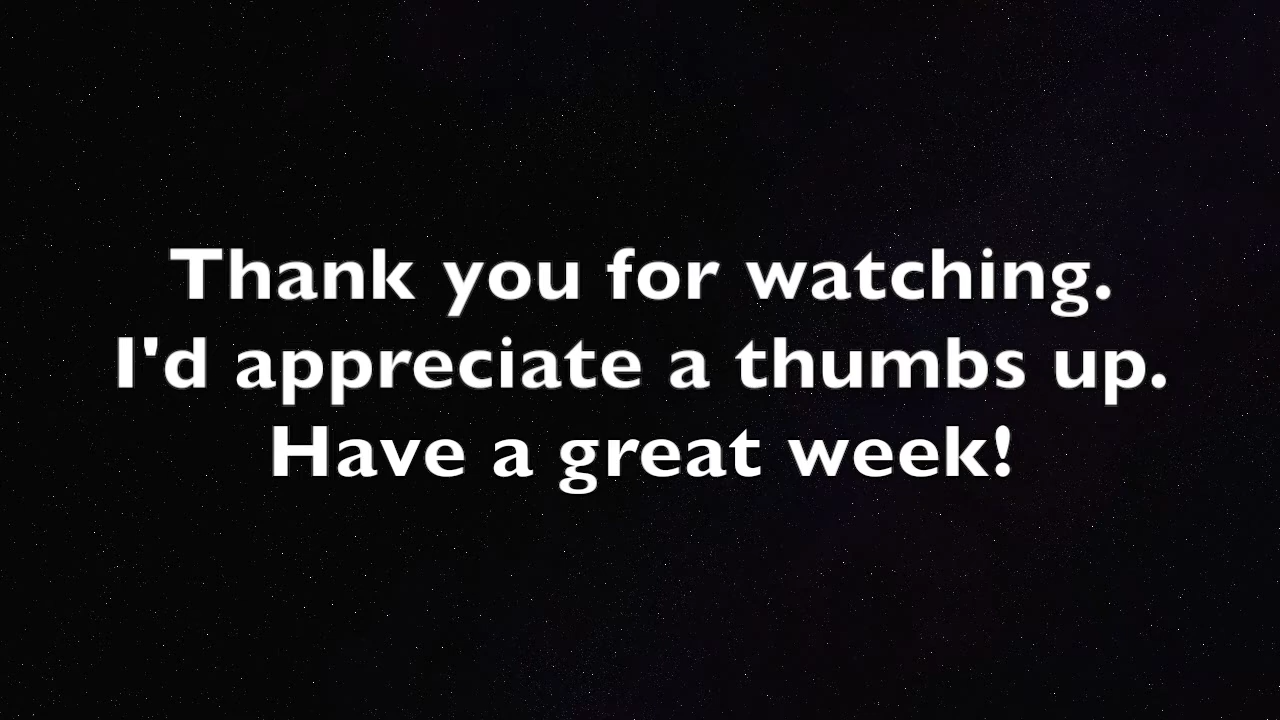 Thank you for watching.
I'd appreciate a thumbs up.
Have a great week!